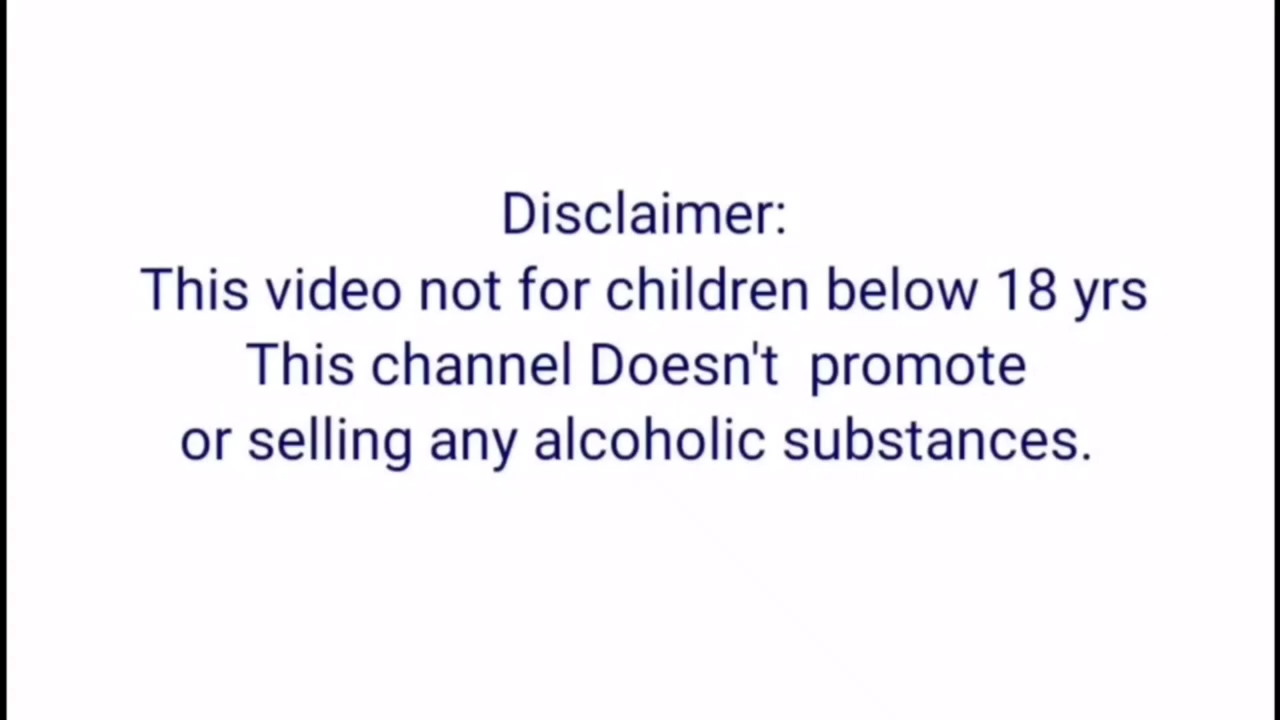 Disclaimer:
This video not for children below 18 yrs
This channel Doesn't  promote
or selling any alcoholic substances.